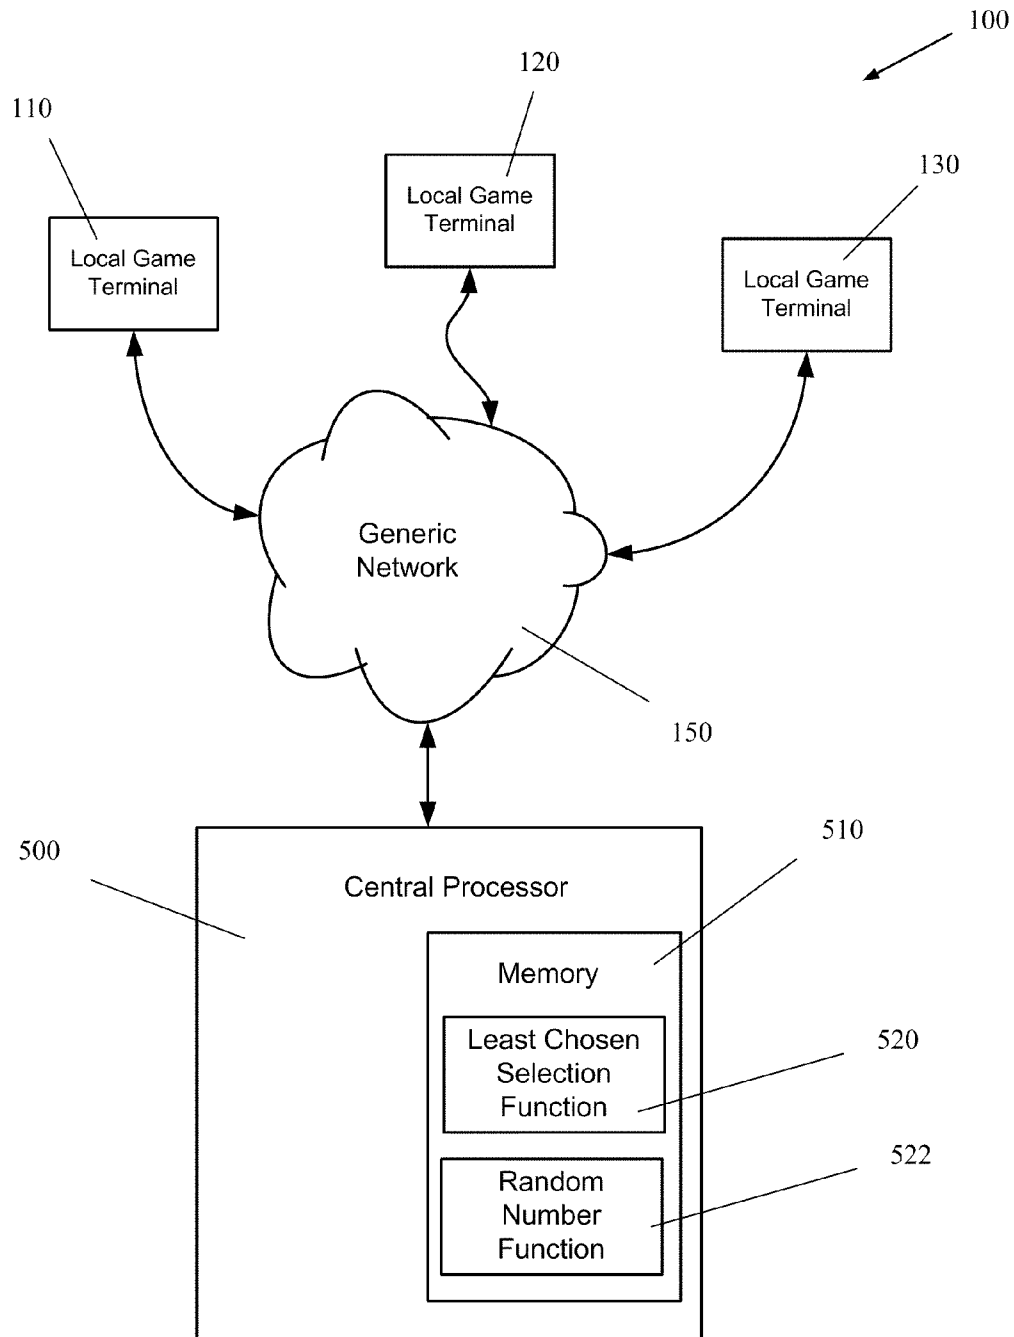 100
120
110
130
Local Game
Terminal
Local Game
Terminal
Local Game
Terminal
Generic
Network
150
510
500
Central Processor
Memory
Least Chosen
Selection
Function
520
522
Random
Number
Function